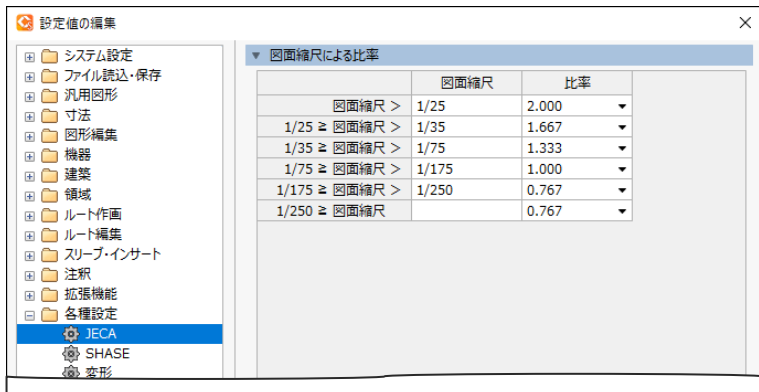 設定値の編集
システム設定
ファイル読込・保存
汎用図形
寸法
図形編集
機器
建築
領域
ルート作画
ルート編集
スリーブ・インサート
注釈
拡張機能
各種設定
JECA
SHASE
変形
図面縮尺による比率
図面縮尺 比率
図面縮尺 > 1/25 2.000
1/25 ≧ 図面縮尺 > 1/35 1.667
1/35 ≧ 図面縮尺 > 1/75 1.333
1/75 ≧ 図面縮尺 > 1/175 1.000
1/175 ≧ 図面縮尺 > 1/250 0.767
1/250 ≧ 図面縮尺 0.767